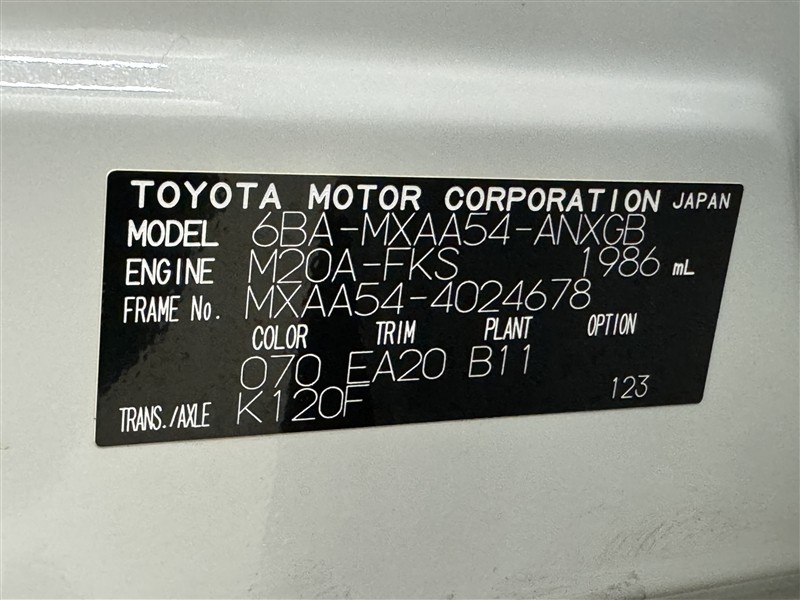 TOYOTA MOTOR CORPORATION JAPAN
MODEL 6BA-MXAA54-ANXGB
ENGINE M20A-FKS 1986 mL
FRAME No. MXAA54-4024678
COLOR TRIM PLANT OPTION
070 EA20 B11 123
TRANS./AXLE K120F